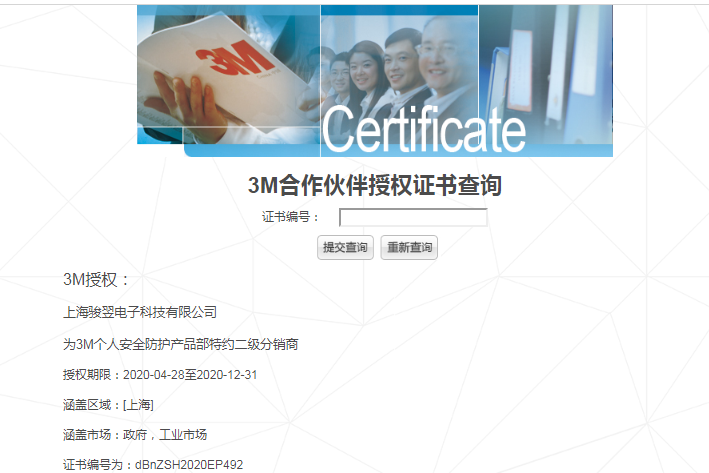 3M
Certificate
3M合作伙伴授权证书查询
证书编号：
提交查询 重新查询
3M授权：
上海骏翌电子科技有限公司
为3M个人安全防护产品部特约二级分销商
授权期限：2020-04-28至2020-12-31
涵盖区域：[上海]
涵盖市场：政府，工业市场
证书编号为：dBnZSH2020EP492